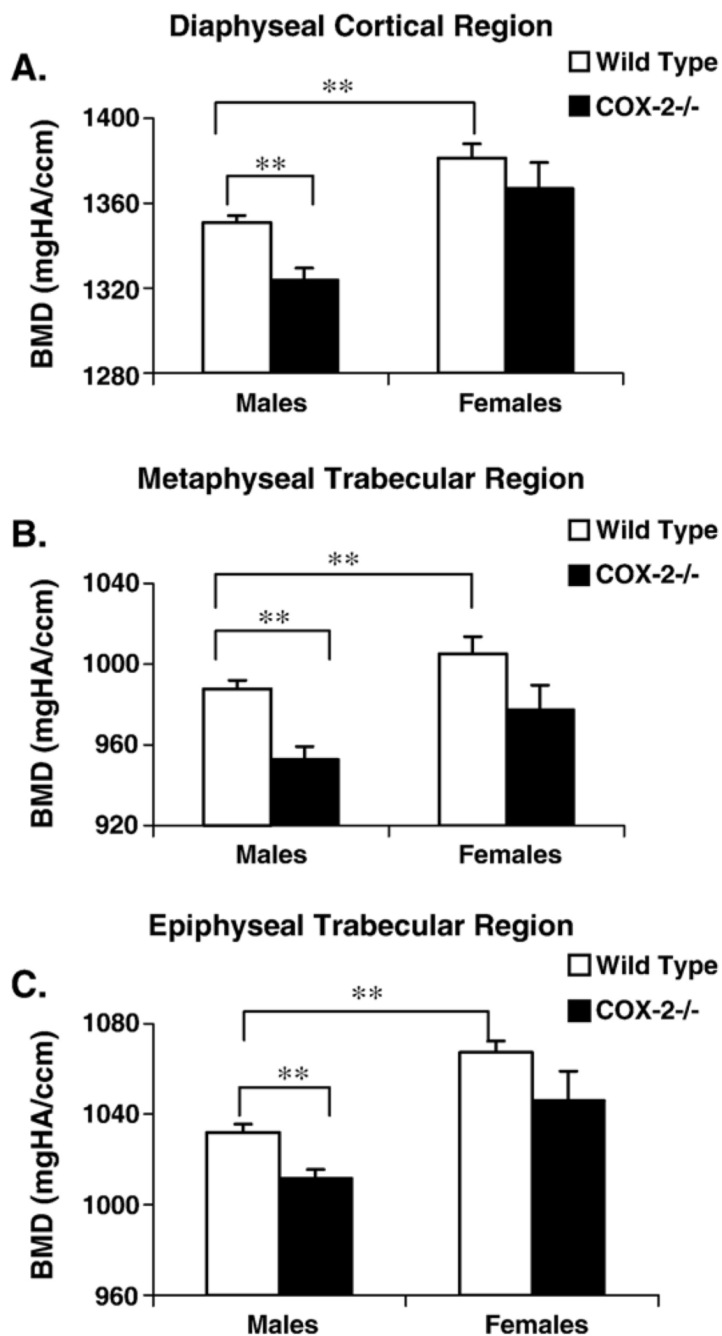 Diaphyseal Cortical Region
A.
Wild Type
COX-2-/-
**
**
BMD (mgHA/ccm)
1400
1360
1320
1280
Males Females
Metaphyseal Trabecular Region
B.
Wild Type
COX-2-/-
**
**
BMD (mgHA/ccm)
1040
1000
960
920
Males Females
Epiphyseal Trabecular Region
C.
Wild Type
COX-2-/-
**
**
BMD (mgHA/ccm)
1080
1040
1000
960
Males Females